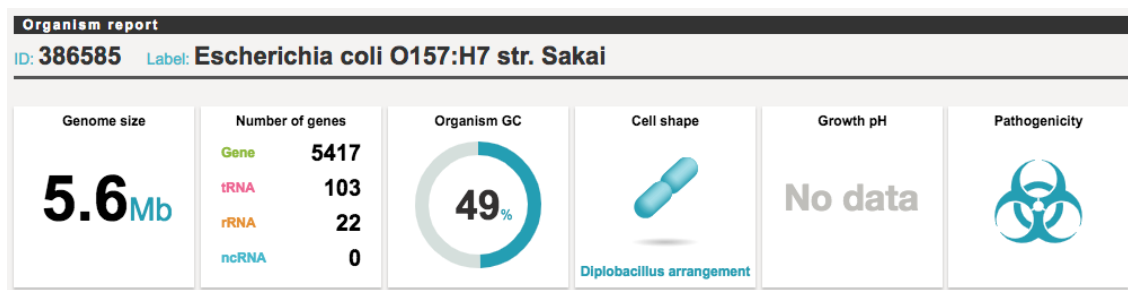 Organism report
ID: 386585 Label: Escherichia coli O157:H7 str. Sakai
Genome size
5.6Mb
Number of genes
Gene 5417
tRNA 103
rRNA 22
ncRNA 0
Organism GC
49%
Cell shape
Diplobacillus arrangement
Growth pH
No data
Pathogenicity